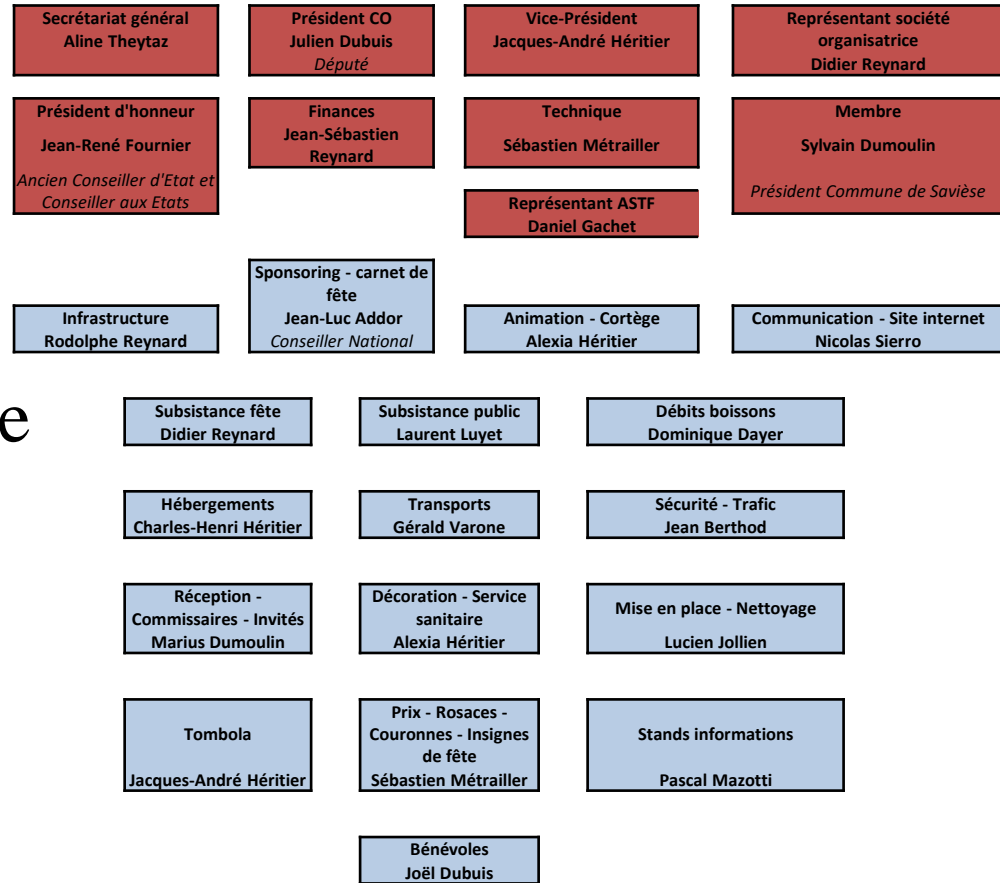 Secrétariat général
Aline Theytaz
Président CO
Julien Dubuis
Député
Vice-Président
Jacques-André Héritier
Représentant société
organisatrice
Didier Reynard
Président d'honneur
Jean-René Fournier
Ancien Conseiller d'Etat et
Conseiller aux Etats
Finances
Jean-Sébastien
Reynard
Technique
Sébastien Métrailler
Membre
Sylvain Dumoulin
Président Commune de Savièse
Représentant ASTF
Daniel Gachet
Infrastructure
Rodolphe Reynard
Sponsoring - carnet de
fête
Jean-Luc Addor
Conseiller National
Animation - Cortège
Alexia Héritier
Communication - Site internet
Nicolas Sierro
e
Subsistance fête
Didier Reynard
Subsistance public
Laurent Luyet
Débits boissons
Dominique Dayer
Hébergements
Charles-Henri Héritier
Transports
Gérald Varone
Sécurité - Trafic
Jean Berthod
Réception -
Commissaires - Invités
Marius Dumoulin
Décoration - Service
sanitaire
Alexia Héritier
Mise en place - Nettoyage
Lucien Jollien
Tombola
Jacques-André Héritier
Prix - Rosaces -
Couronnes - Insignes
de fête
Sébastien Métrailler
Stands informations
Pascal Mazotti
Bénévoles
Joël Dubuis